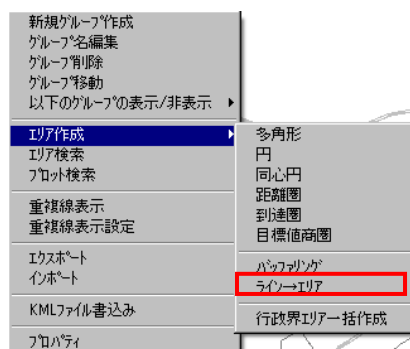 新規ｸﾞﾙｰﾌﾟ作成
ｸﾞﾙｰﾌﾟ名編集
ｸﾞﾙｰﾌﾟ削除
ｸﾞﾙｰﾌﾟ移動
以下のｸﾞﾙｰﾌﾟの表示/非表示
ｴﾘｱ作成
ｴﾘｱ検索
ﾌﾟﾛｯﾄ検索
重複線表示
重複線表示設定
ｴｸｽﾎﾟｰﾄ
ｲﾝﾎﾟｰﾄ
KMLﾌｧｲﾙ書込み
ﾌﾟﾛﾊﾟﾃｨ
多角形
円
同心円
距離圏
到達圏
目標値商圏
ﾊﾞｯﾌｧﾘﾝｸﾞ
ﾗｲﾝ→ｴﾘｱ
行政界ｴﾘｱ一括作成